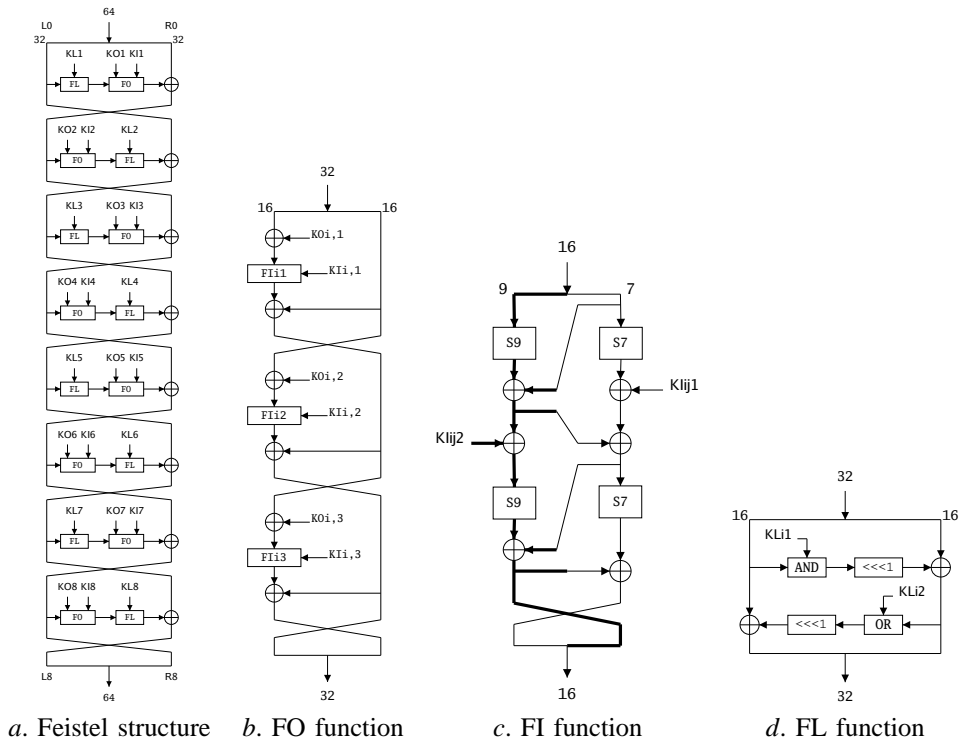 64
L0 R0
32 32
KL1 KO1 KI1
FL FO
KO2 KI2 KL2
FO FL
KL3 KO3 KI3
FL FO
KO4 KI4 KL4
FO FL
KL5 KO5 KI5
FL FO
KO6 KI6 KL6
FO FL
KL7 KO7 KI7
FL FO
KO8 KI8 KL8
FO FL
L8 R8
64
a. Feistel structure
32
16 16
KOi,1
FIi1 KIi,1
KOi,2
FIi2 KIi,2
KOi,3
FIi3 KIi,3
32
b. FO function
16
9 7
S9 S7
KIij1
KIij2
S9 S7
16
c. FI function
32
16 16
KLi1
AND <<<1
KLi2
<<<1 OR
32
d. FL function